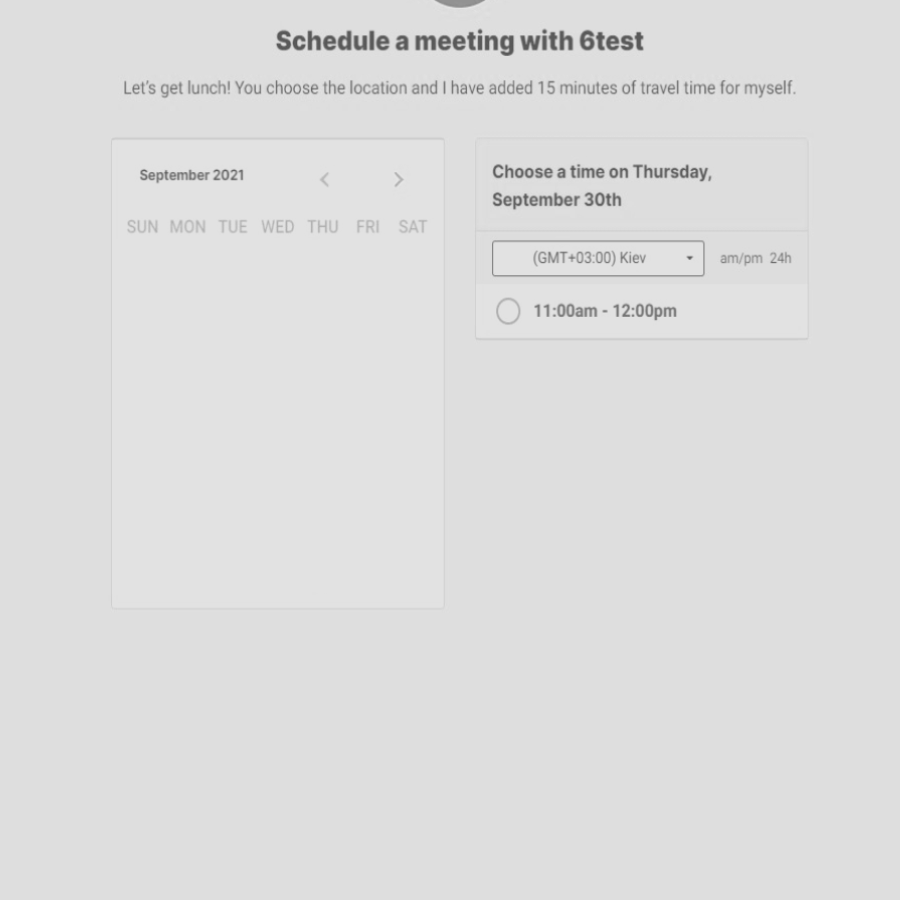 Schedule a meeting with 6test
Let's get lunch! You choose the location and I have added 15 minutes of travel time for myself.
September 2021
SUN MON TUE WED THU FRI SAT
Choose a time on Thursday,
September 30th
(GMT+03:00) Kiev
am/pm 24h
11:00am - 12:00pm